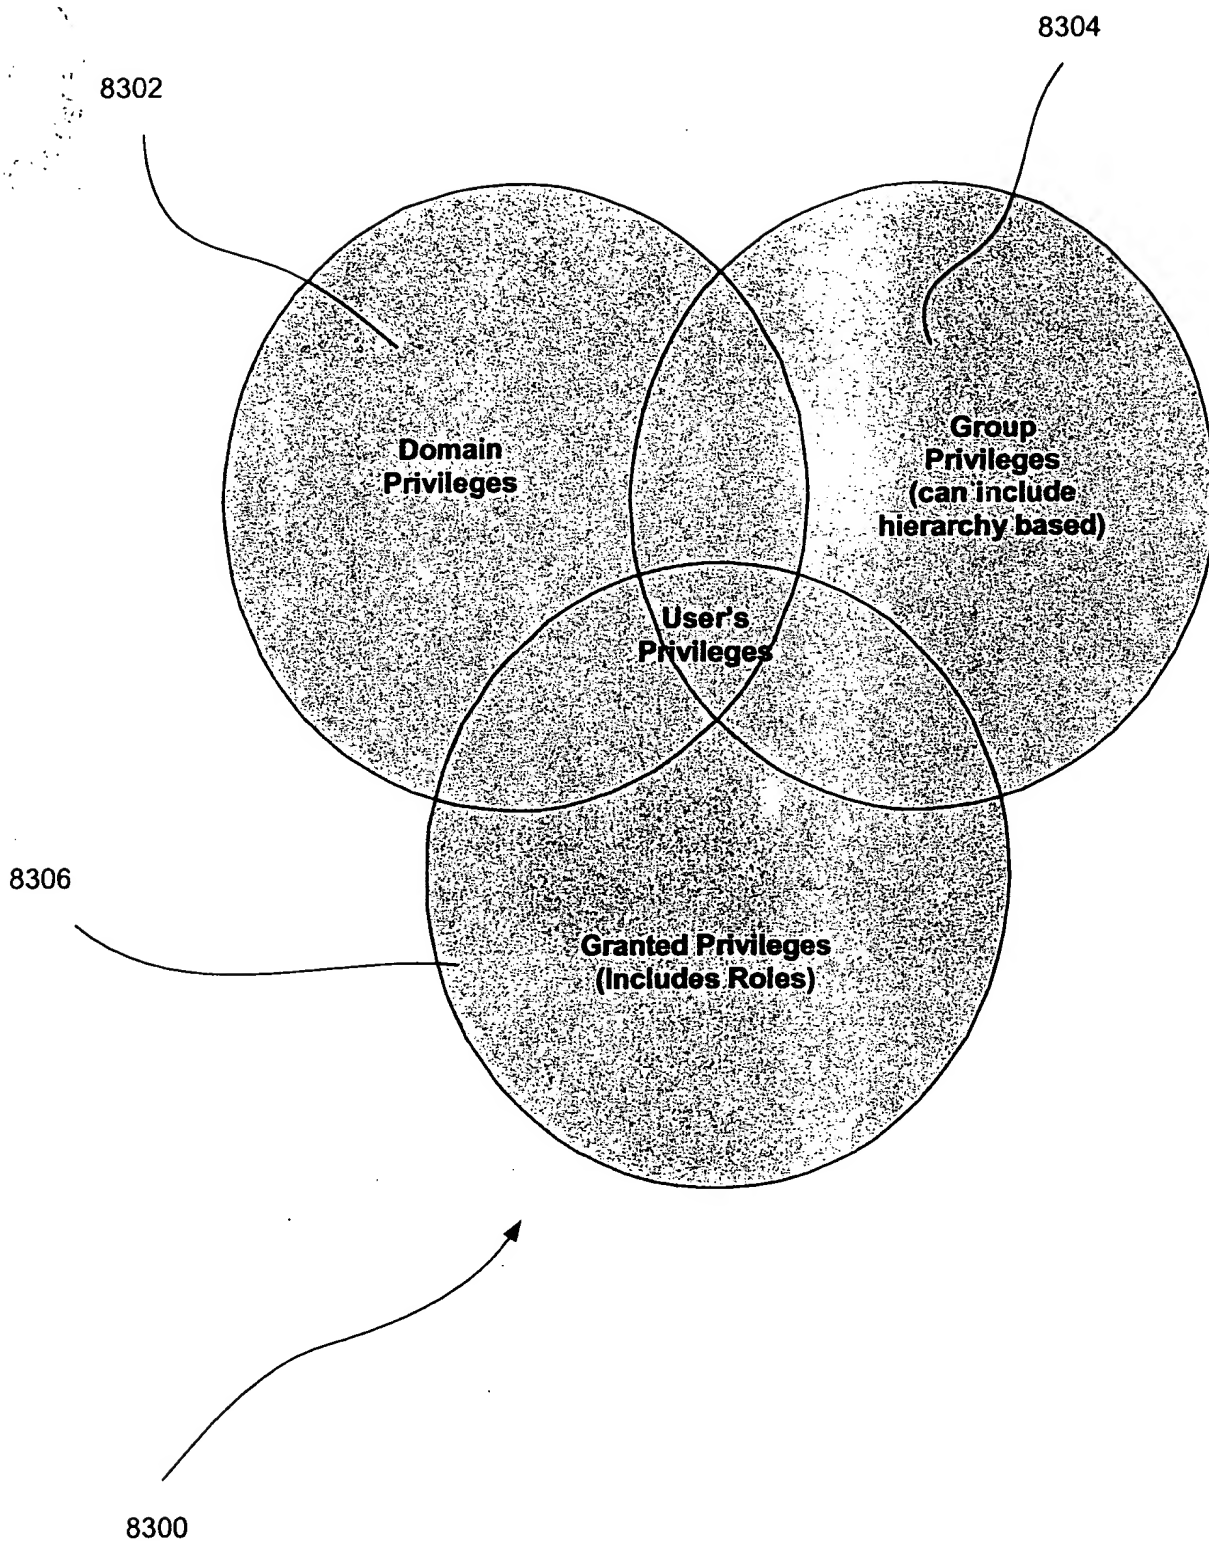 8304
8302
Domain
Privileges
Group
Privileges
(can include
hierarchy based)
User's
Privileges
8306
Granted Privileges
(Includes Roles)
8300